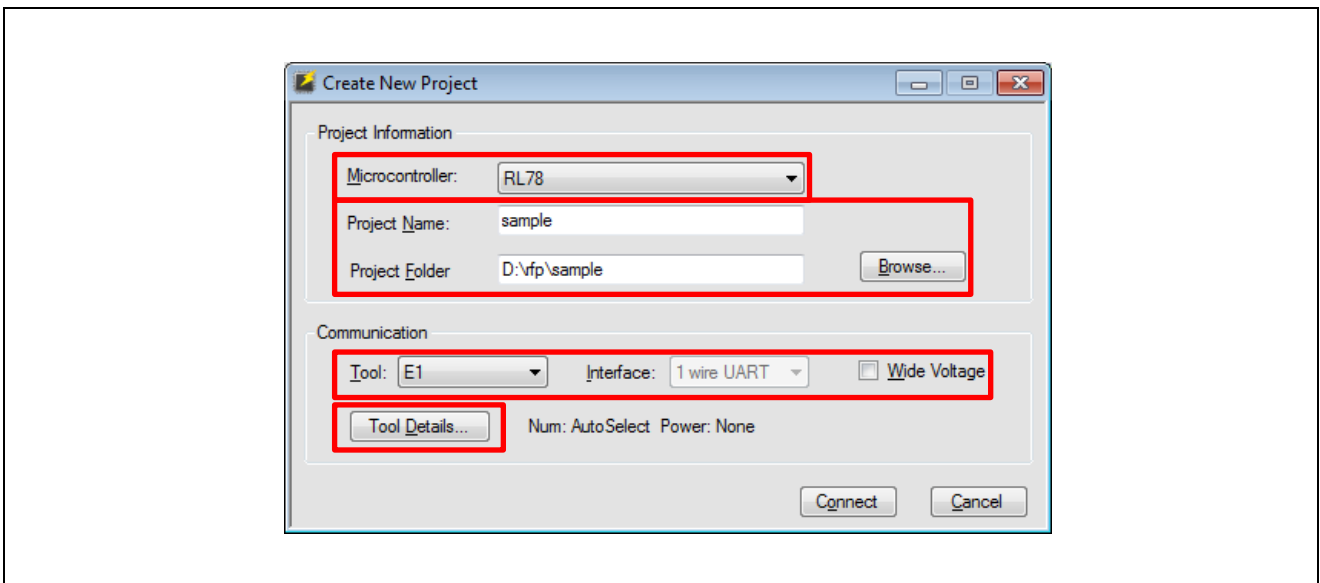 Create New Project
Project Information
Microcontroller: RL78
Project Name: sample
Project Folder D:\rfp\sample Browse...
Communication
Tool: E1 Interface: 1 wire UART Wide Voltage
Tool Details... Num: AutoSelect Power: None
Connect Cancel